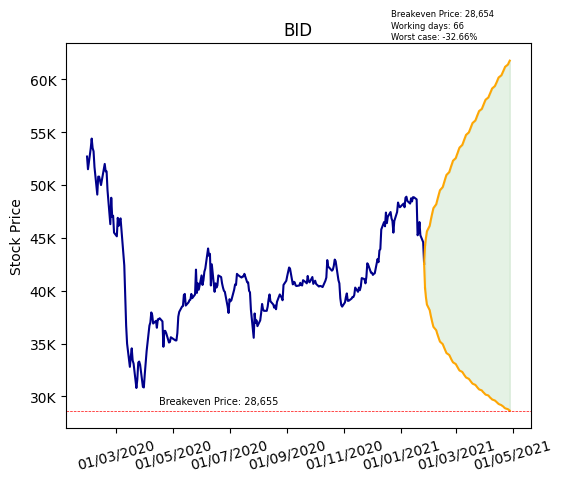 Breakeven Price: 28,654
Working days: 66
Worst case: -32.66%
BID
60K
55K
50K
45K
40K
35K
30K
Stock Price
Breakeven Price: 28,655
01/03/2020
01/05/2020
01/07/2020
01/09/2020
01/11/2020
01/01/2021
01/03/2021
01/05/2021